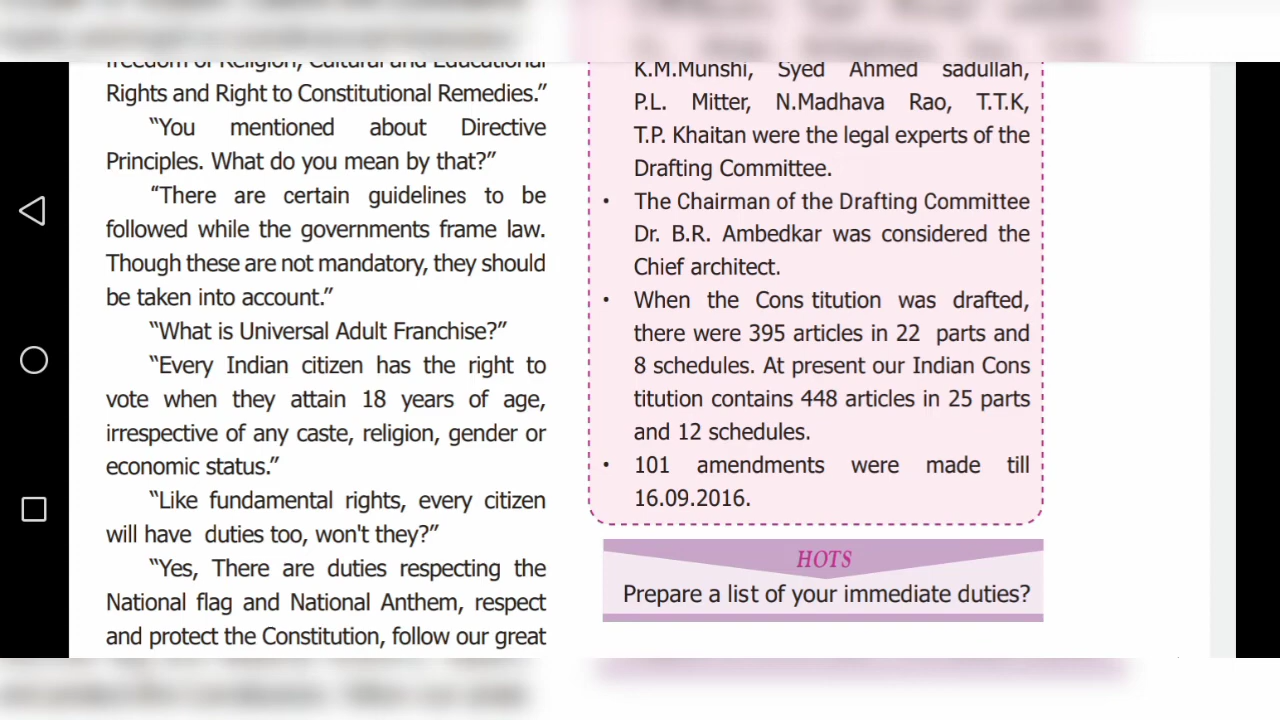 freedom of Religion, Cultural and Educational
Rights and Right to Constitutional Remedies.”
“You mentioned about Directive
Principles. What do you mean by that?”
“There are certain guidelines to be
followed while the governments frame law.
Though these are not mandatory, they should
be taken into account.”
“What is Universal Adult Franchise?”
“Every Indian citizen has the right to
vote when they attain 18 years of age,
irrespective of any caste, religion, gender or
economic status.”
“Like fundamental rights, every citizen
will have duties too, won't they?”
“Yes, There are duties respecting the
National flag and National Anthem, respect
and protect the Constitution, follow our great
K.M.Munshi, Syed Ahmed sadullah,
P.L. Mitter, N.Madhava Rao, T.T.K,
T.P. Khaitan were the legal experts of the
Drafting Committee.
• The Chairman of the Drafting Committee
Dr. B.R. Ambedkar was considered the
Chief architect.
• When the Cons titution was drafted,
there were 395 articles in 22 parts and
8 schedules. At present our Indian Cons
titution contains 448 articles in 25 parts
and 12 schedules.
• 101 amendments were made till
16.09.2016.
HOTS
Prepare a list of your immediate duties?